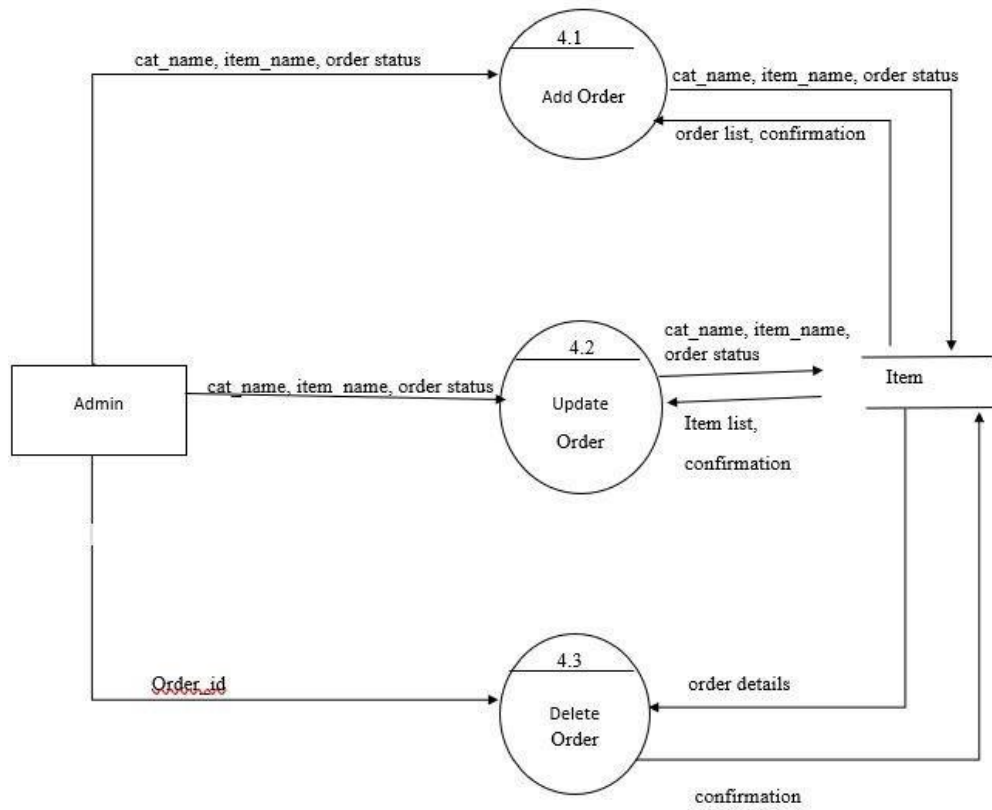 4.1
cat_name, item_name, order status
Add Order
cat_name, item_name, order status
order list, confirmation
4.2
cat_name, item_name,
order status
Admin
cat_name, item_name, order status
Update
Order
Item
Item list,
confirmation
4.3
Order_id
Delete
Order
order details
confirmation